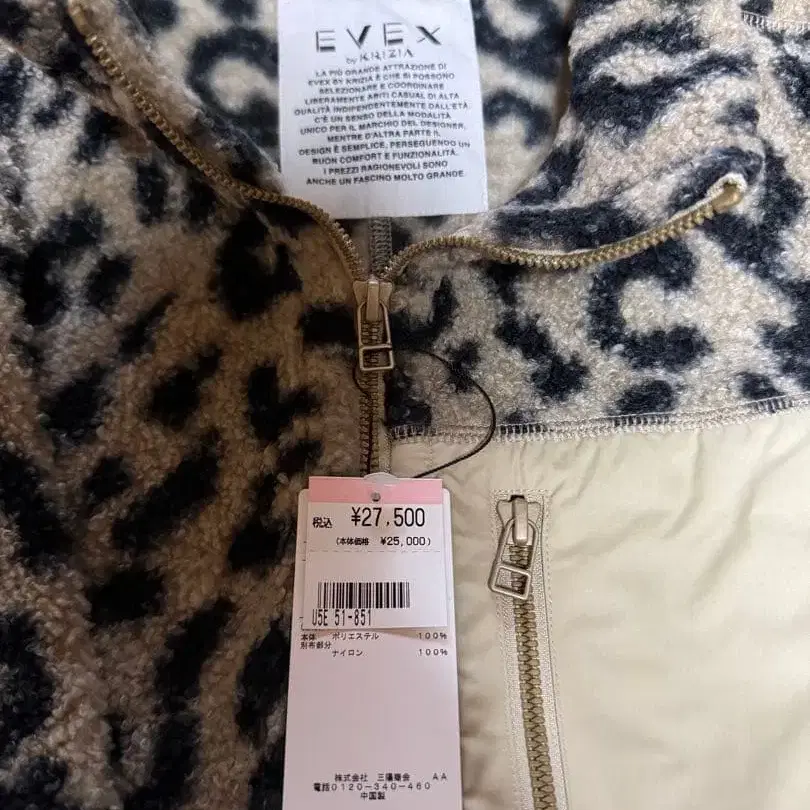 EVEX
by KRIZIA
LA PIÙ GRANDE ATTRAZIONE DI
EVEX BY KRIZIA È CHE SI POSSONO
SELEZIONARE E COORDINARE
LIBERAMENTE ABITI CASUAL DI ALTA
QUALITÀ INDIPENDENTEMENTE DALL'ETÀ.
C'È UN SENSO DELLA MODALITÀ
UNICO PER IL MARCHIO DEL DESIGNER,
MENTRE D'ALTRA PARTE IL
DESIGN È SEMPLICE, PERSEGUENDO UN
BUON COMFORT E FUNZIONALITÀ.
I PREZZI RAGIONEVOLI SONO
ANCHE UN FASCINO MOLTO GRANDE
税込 ¥27,500
(本体価格 ¥25,000)
U5E 51-851
本体 ポリエステル 100%
別布部分
ナイロン 100%
株式会社 三陽商会 AA
電話0120-340-460
中国製